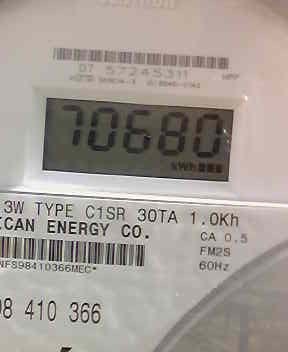 07 57245311
70680
kWh
3W TYPE C1SR 30TA 1.0Kh
ICAN ENERGY CO.
CA 0.5
FM2S
NFS98410366MEC*
60Hz
98 410 366